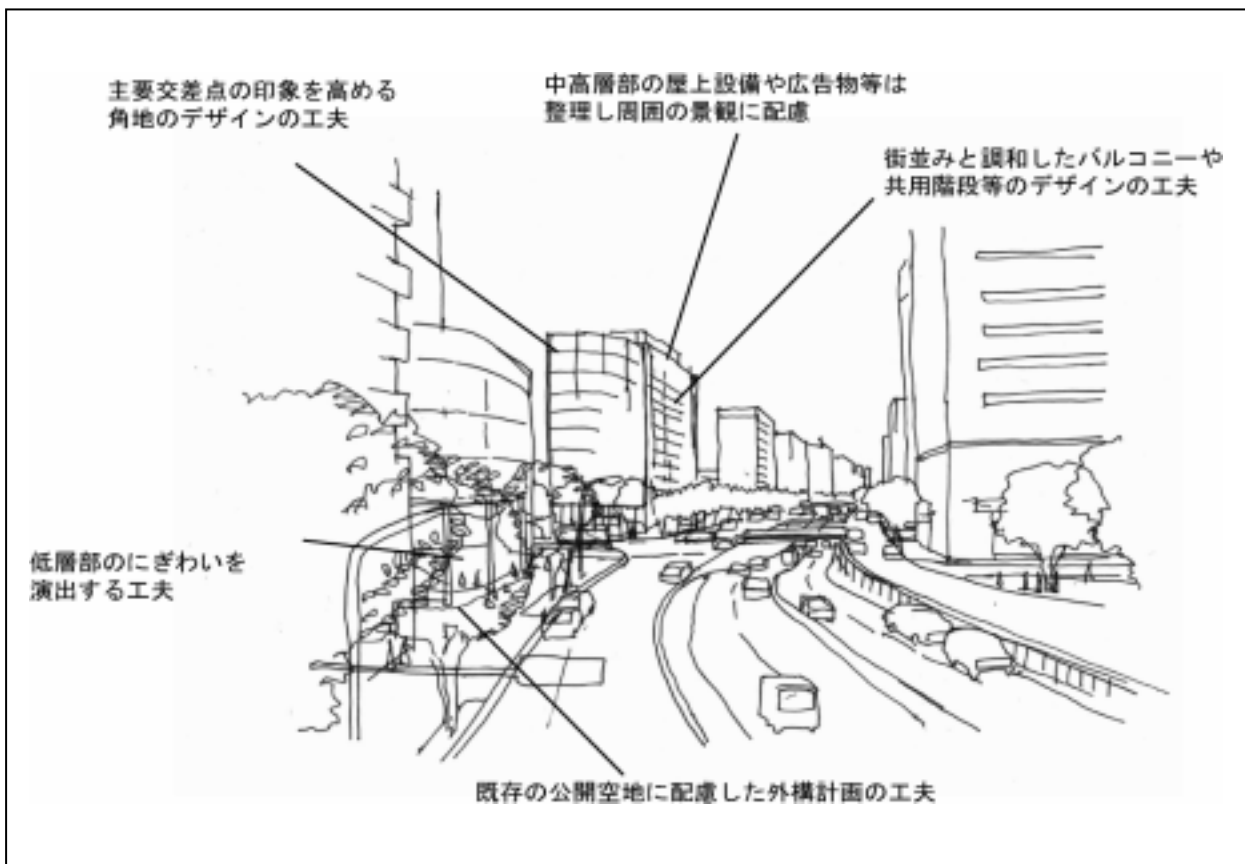 主要交差点の印象を高める
角地のデザインの工夫
中高層部の屋上設備や広告物等は
整理し周囲の景観に配慮
街並みと調和したバルコニーや
共用階段等のデザインの工夫
低層部のにぎわいを
演出する工夫
既存の公開空地に配慮した外構計画の工夫